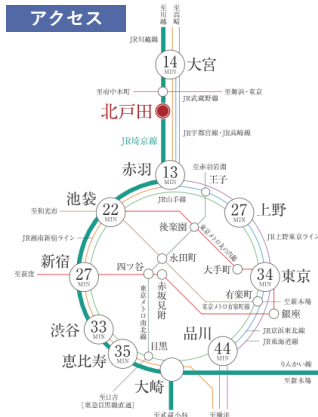 アクセス
至川越
至高崎
JR川越線
14
MIN
大宮
至府中本町
至舞浜・東京
JR武蔵野線
北戸田
JR宇都宮線・JR高崎線
JR埼京線
赤羽
13
MIN
至赤羽岩淵
王子
JR山手線
池袋
22
MIN
27
MIN
上野
至和光市
後楽園
東京メトロ丸の内線
JR湘南新宿ライン
JR上野東京ライン
永田町
新宿
四ツ谷
大手町
34
MIN
東京
至荻窪
27
MIN
赤坂見附
有楽町
東京メトロ有楽町線
至新木場
銀座
東京メトロ南北線
渋谷
33
MIN
品川
JR京浜東北線
JR東海道線
恵比寿
35
MIN
目黒
44
MIN
りんかい線
大崎
至新木場
至日吉
[東急目黒線直通]
至武蔵小杉
至横浜